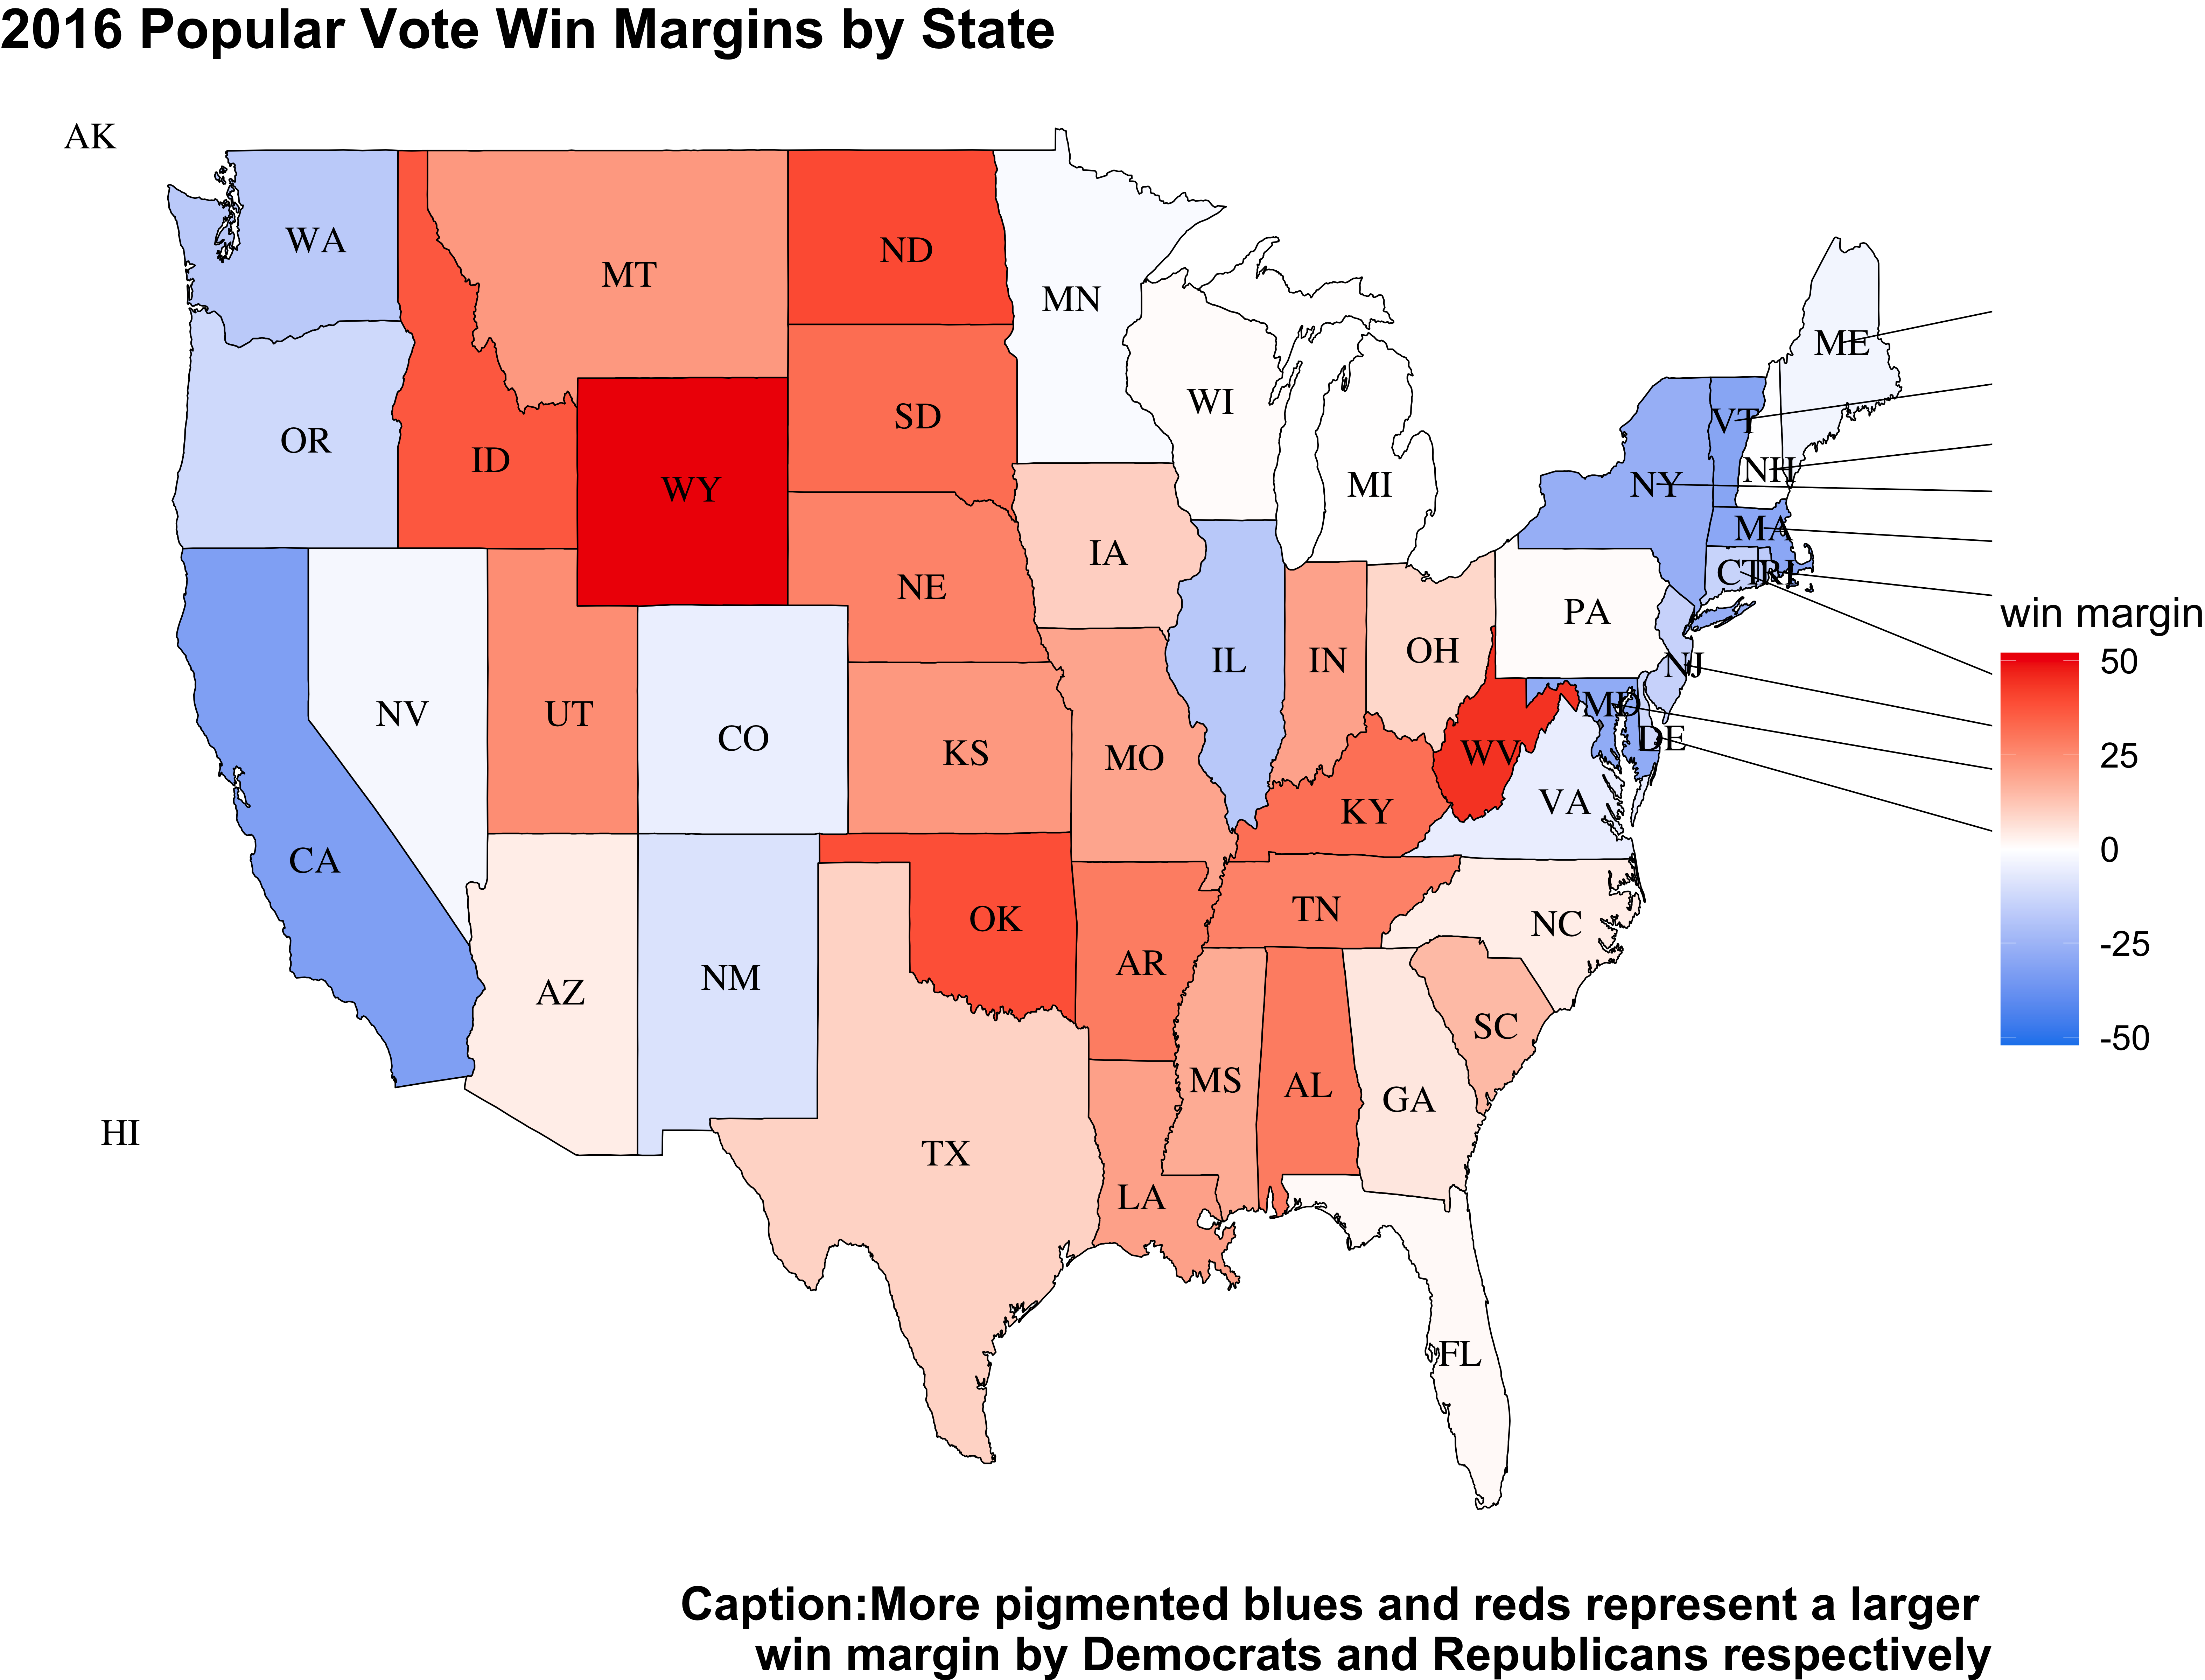 2016 Popular Vote Win Margins by State
AK
WA
MT
ND
MN
ME
OR
ID
WY
SD
WI
MI
VT
NH
NY
MA
CT
RI
IA
NE
PA
NV
UT
CO
KS
MO
IL
IN
OH
NJ
MD
DE
WV
VA
KY
CA
AZ
NM
OK
AR
TN
NC
SC
MS
AL
GA
HI
TX
LA
FL
win margin
50
25
0
-25
-50
Caption:More pigmented blues and reds represent a larger
win margin by Democrats and Republicans respectively